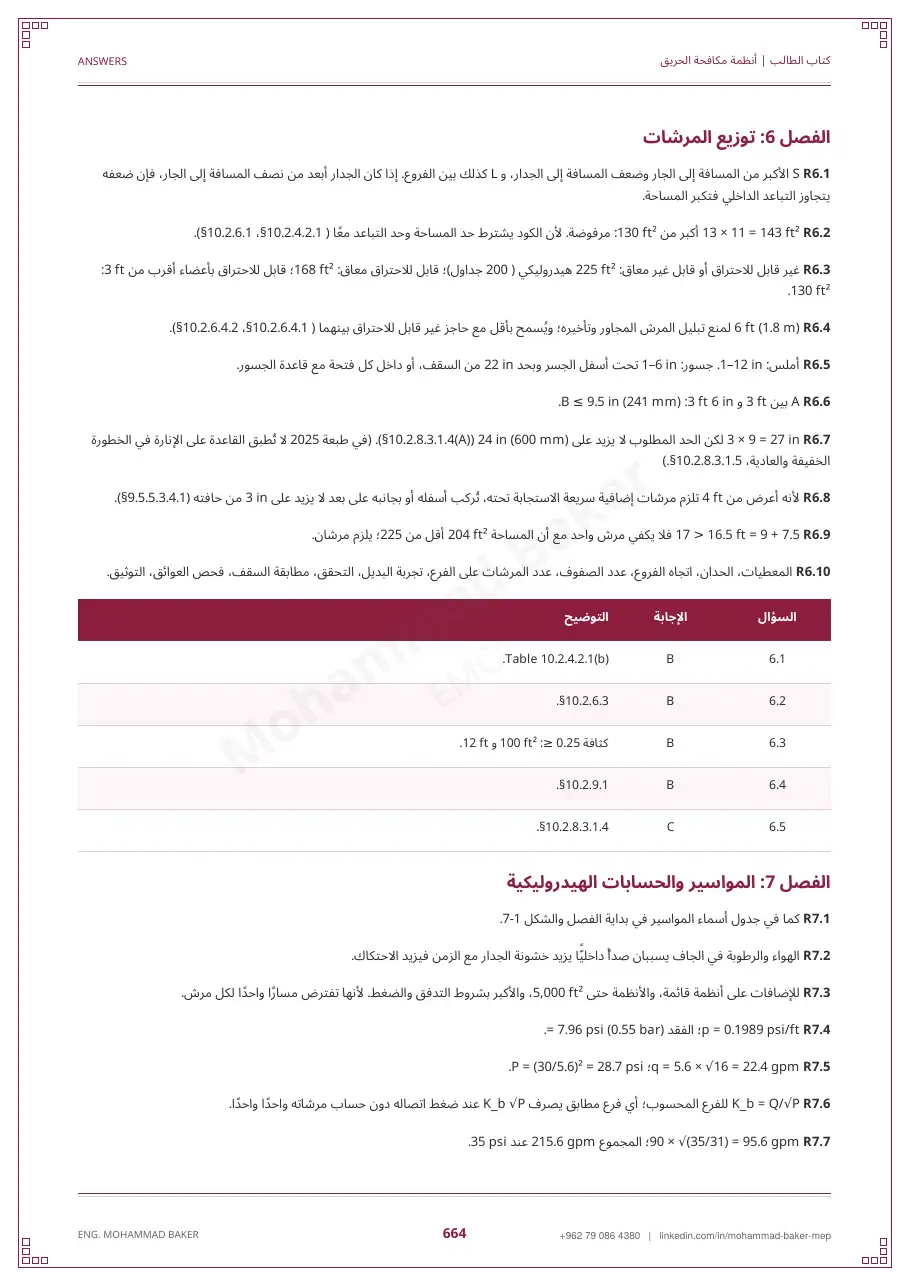 كتاب الطالب | أنظمة مكافحة الحريق
ANSWERS
الفصل 6: توزيع المرشات
R6.1 S الأكبر من المسافة إلى الجار وضعف المسافة إلى الجدار، و L كذلك بين الفروع. إذا كان الجدار أبعد من نصف المسافة إلى الجار، فإن ضعفه
يتجاوز التباعد الداخلي فتكبر المساحة.
R6.2 13 × 11 = 143 ft² أكبر من 130 ft²: مرفوضة. لأن الكود يشترط حد المساحة وحد التباعد معًا ( §10.2.4.2.1، §10.2.6.1).
R6.3 غير قابل للاحتراق أو قابل غير معاق: 225 ft² هيدروليكي ( 200 جداول)؛ قابل للاحتراق معاق: 168 ft²؛ قابل للاحتراق بأعضاء أقرب من 3 ft:
130 ft².
R6.4 6 ft (1.8 m) لمنع تبليل المرش المجاور وتأخيره؛ ويُسمح بأقل مع حاجز غير قابل للاحتراق بينهما ( §10.2.6.4.1، §10.2.6.4.2).
R6.5 أملس: 1–12 in. جسور: 1–6 in تحت أسفل الجسر وبحد 22 in من السقف، أو داخل كل فتحة مع قاعدة الجسور.
R6.6 A بين 3 ft و 3 ft 6 in: B ≤ 9.5 in (241 mm).
R6.7 3 × 9 = 27 in لكن الحد المطلوب لا يزيد على 24 in (600 mm) (§10.2.8.3.1.4(A)). (في طبعة 2025 لا تُطبق القاعدة على الإنارة في الخطورة
الخفيفة والعادية، §10.2.8.3.1.5.)
R6.8 لأنه أعرض من 4 ft تلزم مرشات إضافية سريعة الاستجابة تحته، تُركب أسفله أو بجانبه على بعد لا يزيد على 3 in من حافته (§9.5.5.3.4.1).
R6.9 7.5 + 9 = 16.5 ft < 17 فلا يكفي مرش واحد مع أن المساحة 204 ft² أقل من 225؛ يلزم مرشان.
R6.10 المعطيات، الحدان، اتجاه الفروع، عدد الصفوف، عدد المرشات على الفرع، تجربة البديل، التحقق، مطابقة السقف، فحص العوائق، التوثيق.
السؤال الإجابة التوضيح
6.1 B Table 10.2.4.2.1(b).
6.2 B §10.2.6.3.
6.3 B كثافة 0.25 ≥: 100 ft² و 12 ft.
6.4 B §10.2.9.1.
6.5 C §10.2.8.3.1.4.
الفصل 7: المواسير والحسابات الهيدروليكية
R7.1 كما في جدول أسماء المواسير في بداية الفصل والشكل 1-7.
R7.2 الهواء والرطوبة في الجاف يسببان صدأً داخليًّا يزيد خشونة الجدار مع الزمن فيزيد الاحتكاك.
R7.3 للإضافات على أنظمة قائمة، والأنظمة حتى 5,000 ft²، والأكبر بشروط التدفق والضغط. لأنها تفترض مسارًا واحدًا لكل مرش.
R7.4 p = 0.1989 psi/ft؛ الفقد = 7.96 psi (0.55 bar).
R7.5 q = 5.6 × √16 = 22.4 gpm؛ P = (30/5.6)² = 28.7 psi.
R7.6 K_b = Q/√P للفرع المحسوب؛ أي فرع مطابق يصرف K_b √P عند ضغط اتصاله دون حساب مرشاته واحدًا واحدًا.
R7.7 90 × √(35/31) = 95.6 gpm؛ المجموع 215.6 gpm عند 35 psi.
ENG. MOHAMMAD BAKER
664
+962 79 086 4380 | linkedin.com/in/mohammad-baker-mep
Mohammad baker